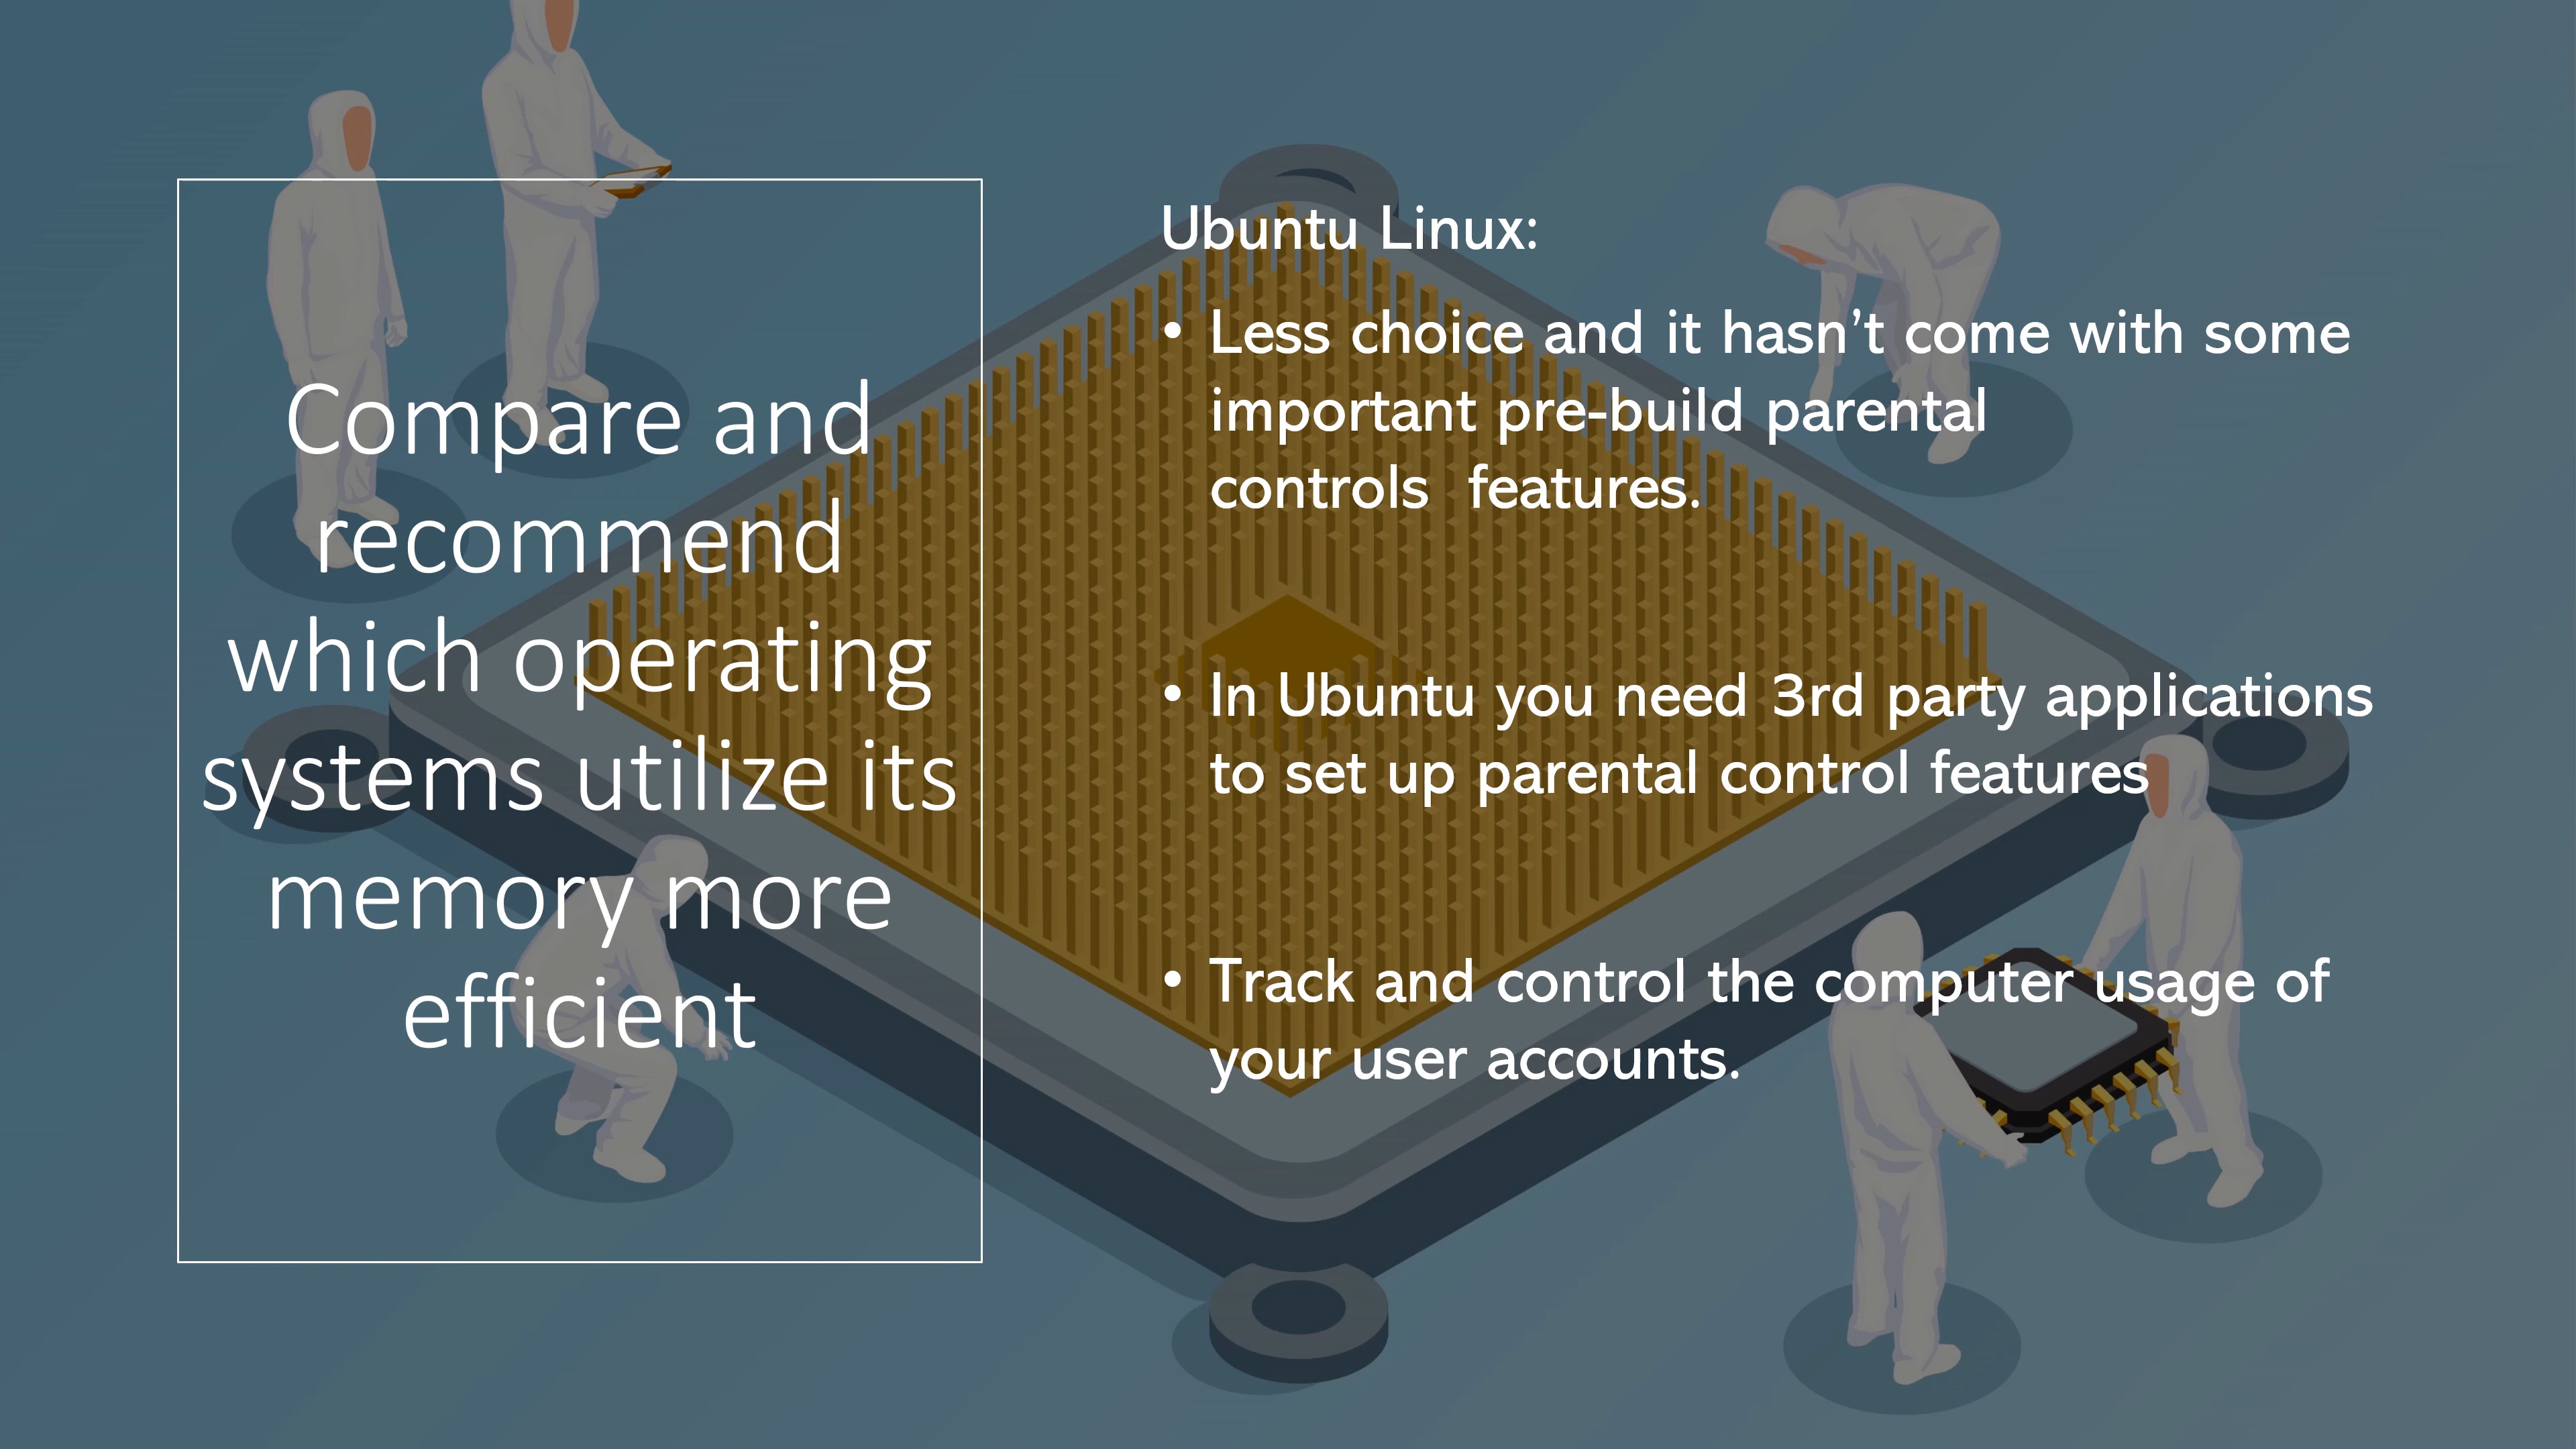 Compare and
recommend
which operating
systems utilize its
memory more
efficient
Ubuntu Linux:
• Less choice and it hasn’t come with some
important pre-build parental
controls  features.
• In Ubuntu you need 3rd party applications
to set up parental control features
• Track and control the computer usage of
your user accounts.